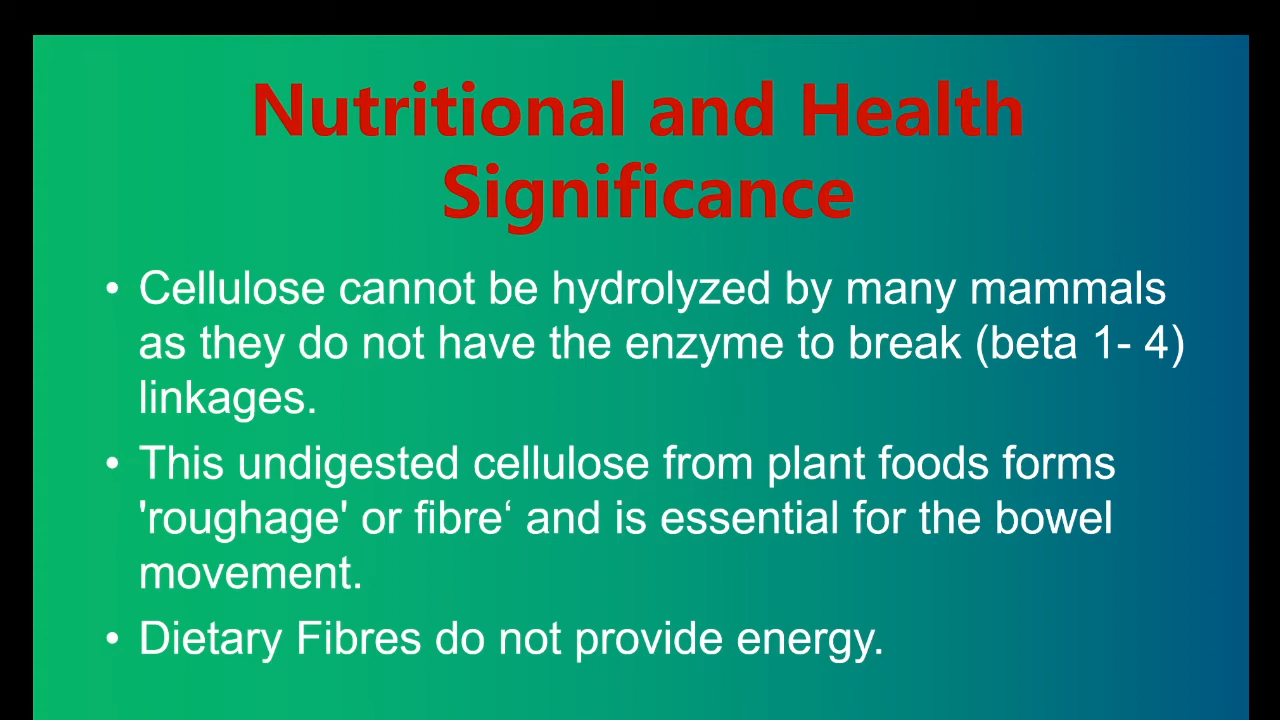 Nutritional and Health
Significance
• Cellulose cannot be hydrolyzed by many mammals
as they do not have the enzyme to break (beta 1- 4)
linkages.
• This undigested cellulose from plant foods forms
'roughage' or fibre‘ and is essential for the bowel
movement.
• Dietary Fibres do not provide energy.